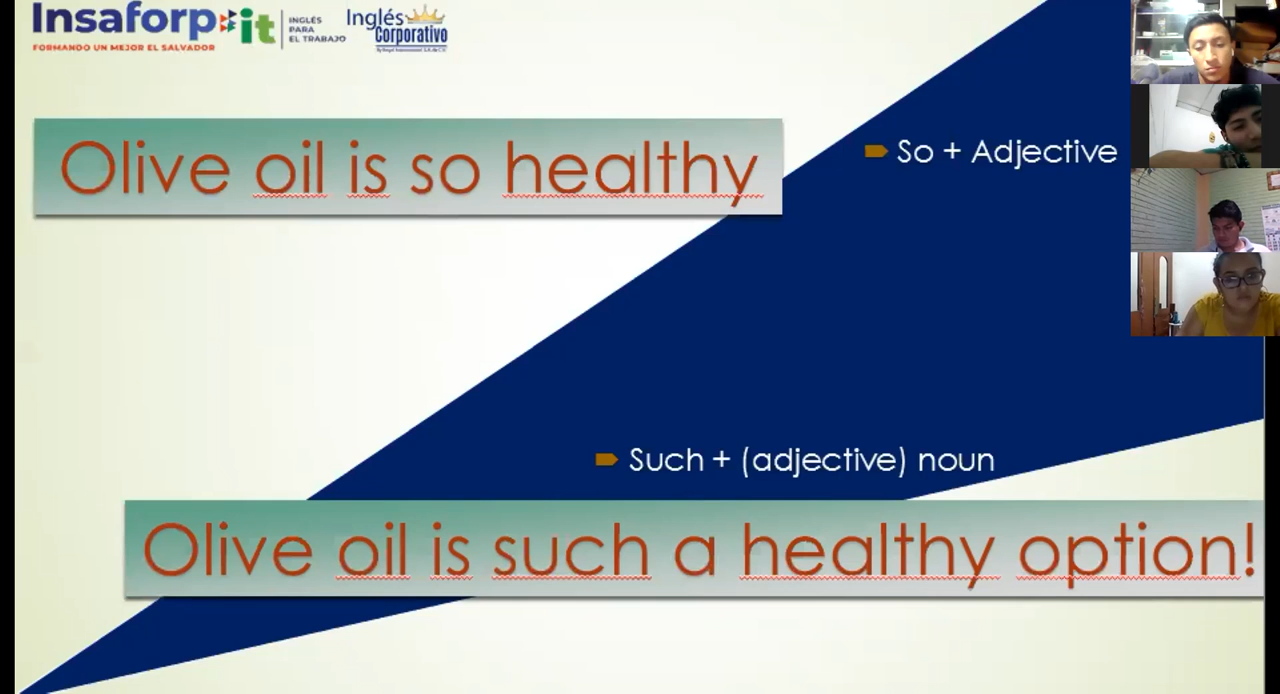 Insaforp it
FORMANDO UN MEJOR EL SALVADOR
INGLÉS
PARA
EL TRABAJO
Inglés
Corporativo
Olive oil is so healthy
So + Adjective
Such + (adjective) noun
Olive oil is such a healthy option!